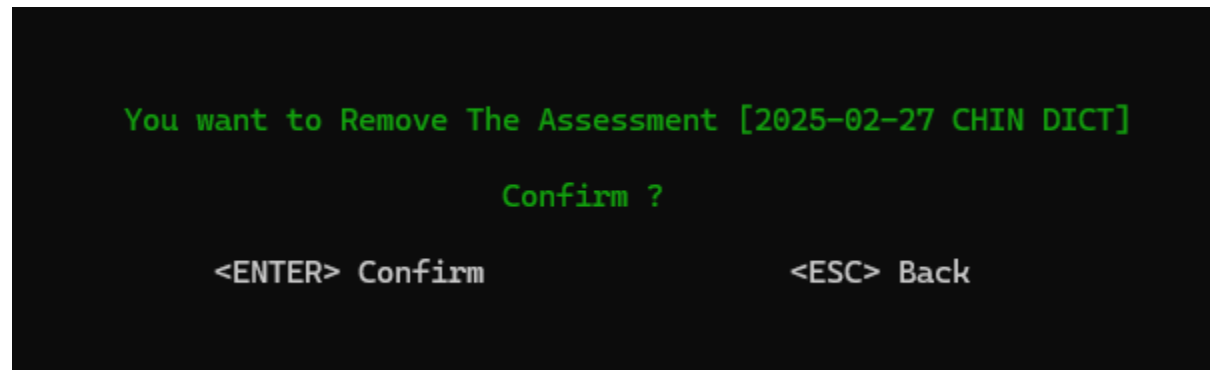 You want to Remove The Assessment [2025-02-27 CHIN DICT]
Confirm ?
<ENTER> Confirm <ESC> Back